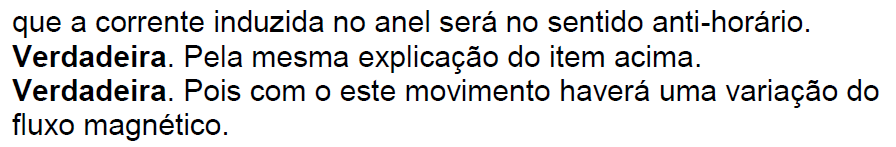 que a corrente induzida no anel será no sentido anti-horário.
Verdadeira. Pela mesma explicação do item acima.
Verdadeira. Pois com o este movimento haverá uma variação do
fluxo magnético.